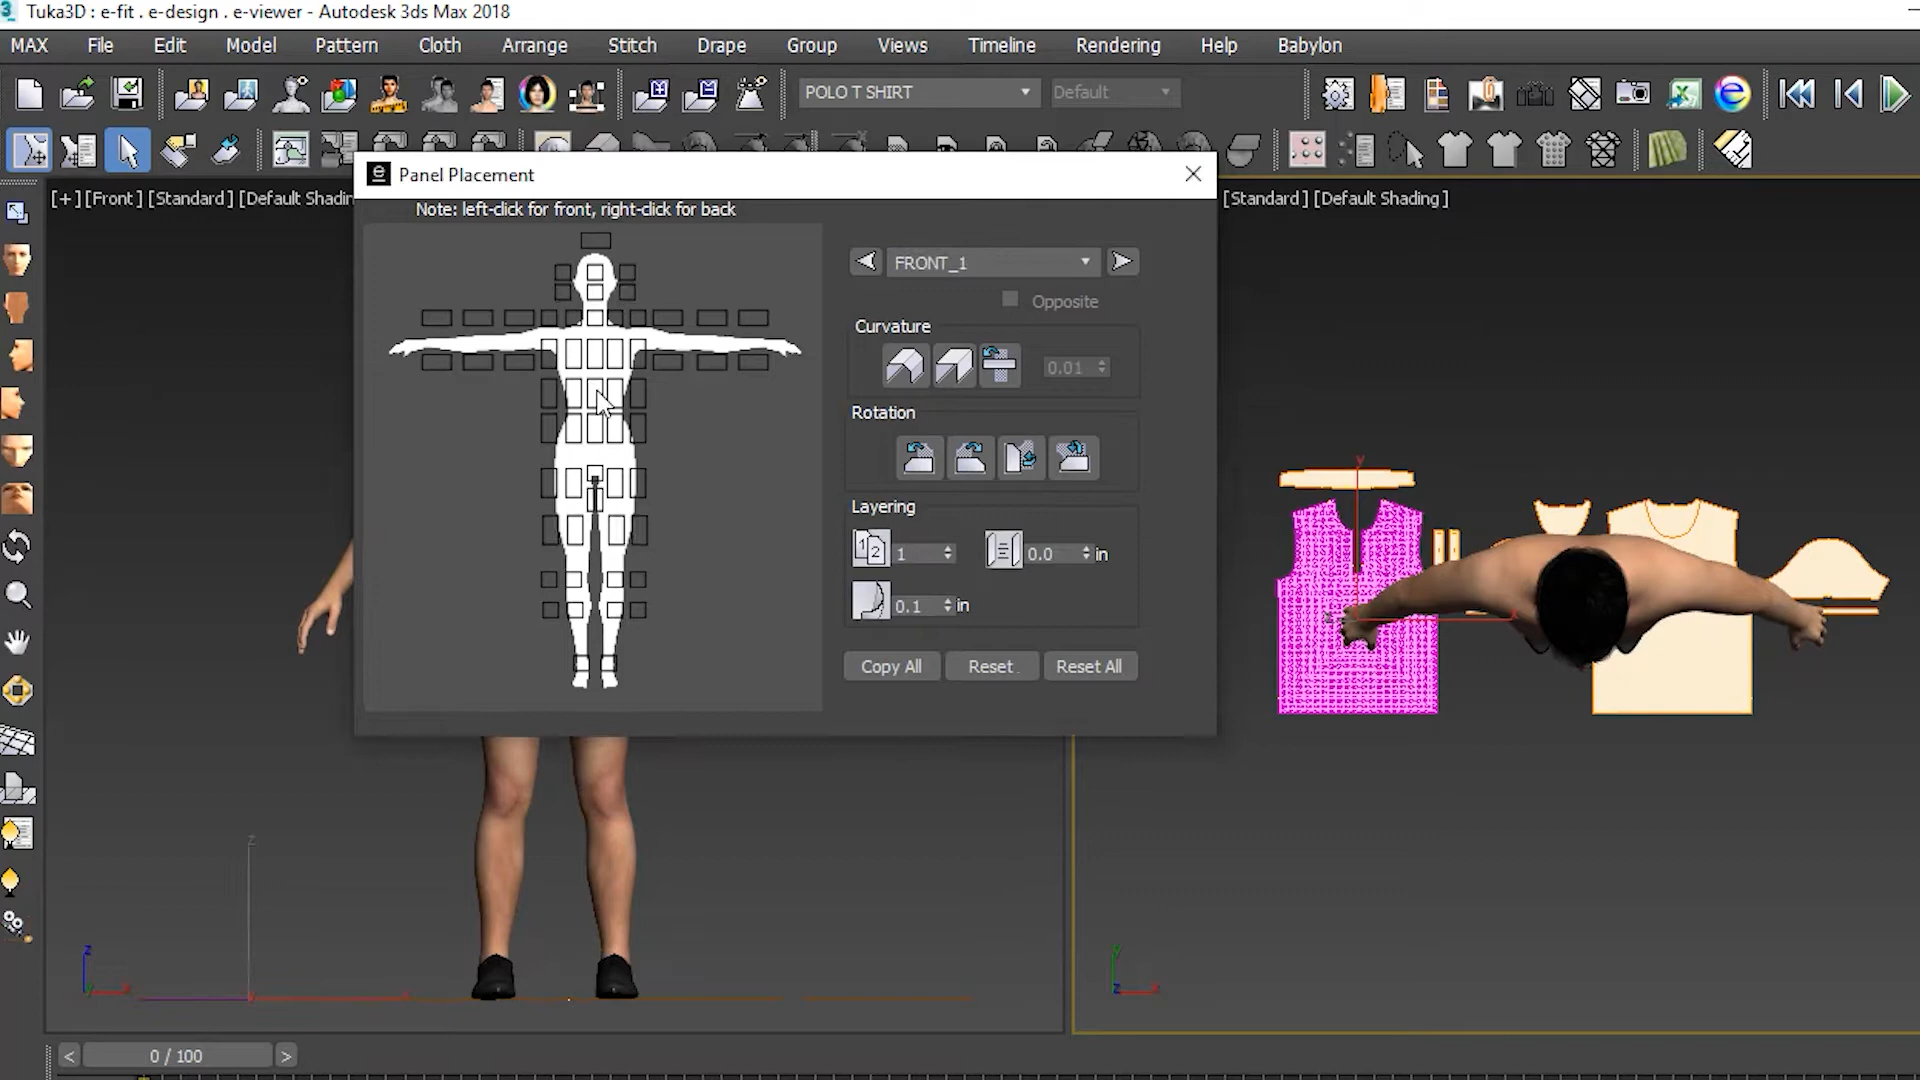 Tuka3D : e-fit . e-design . e-viewer - Autodesk 3ds Max 2018
MAX File Edit Model Pattern Cloth Arrange Stitch Drape Group Views Timeline Rendering Help Babylon
POLO T SHIRT Default
Panel Placement
[+] [Front] [Standard] [Default Shadin
[Standard] [Default Shading]
Note: left-click for front, right-click for back
FRONT_1
Opposite
Curvature
0.01
Rotation
Layering
1 2 1 0.0 in
0.1 in
Copy All Reset Reset All
y
x
z
z
x
y
z
x
< 0 / 100 >